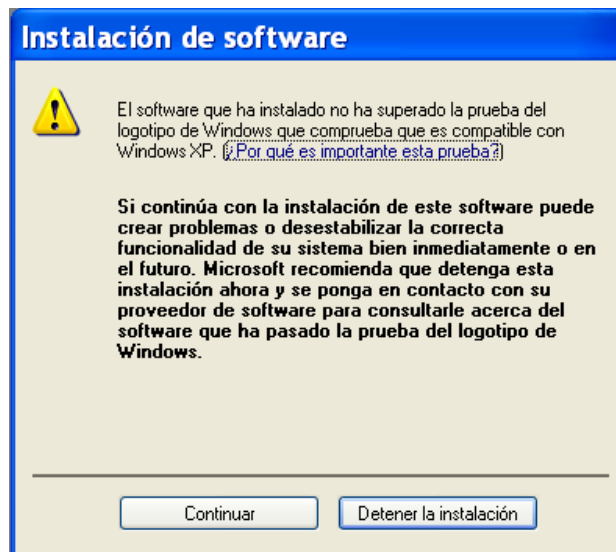 Instalación de software
El software que ha instalado no ha superado la prueba del
logotipo de Windows que comprueba que es compatible con
Windows XP. (¿Por qué es importante esta prueba?)
Si continúa con la instalación de este software puede
crear problemas o desestabilizar la correcta
funcionalidad de su sistema bien inmediatamente o en
el futuro. Microsoft recomienda que detenga esta
instalación ahora y se ponga en contacto con su
proveedor de software para consultarle acerca del
software que ha pasado la prueba del logotipo de
Windows.
Continuar
Detener la instalación